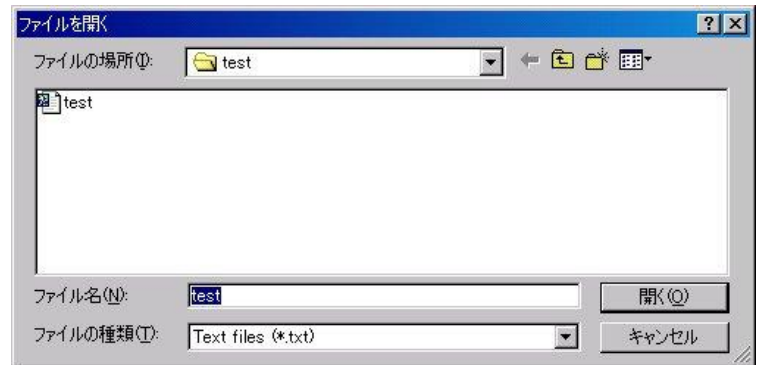 ファイルを開く
ファイルの場所(I): test
test
ファイル名(N): test 開く(O)
ファイルの種類(T): Text files (*.txt) キャンセル